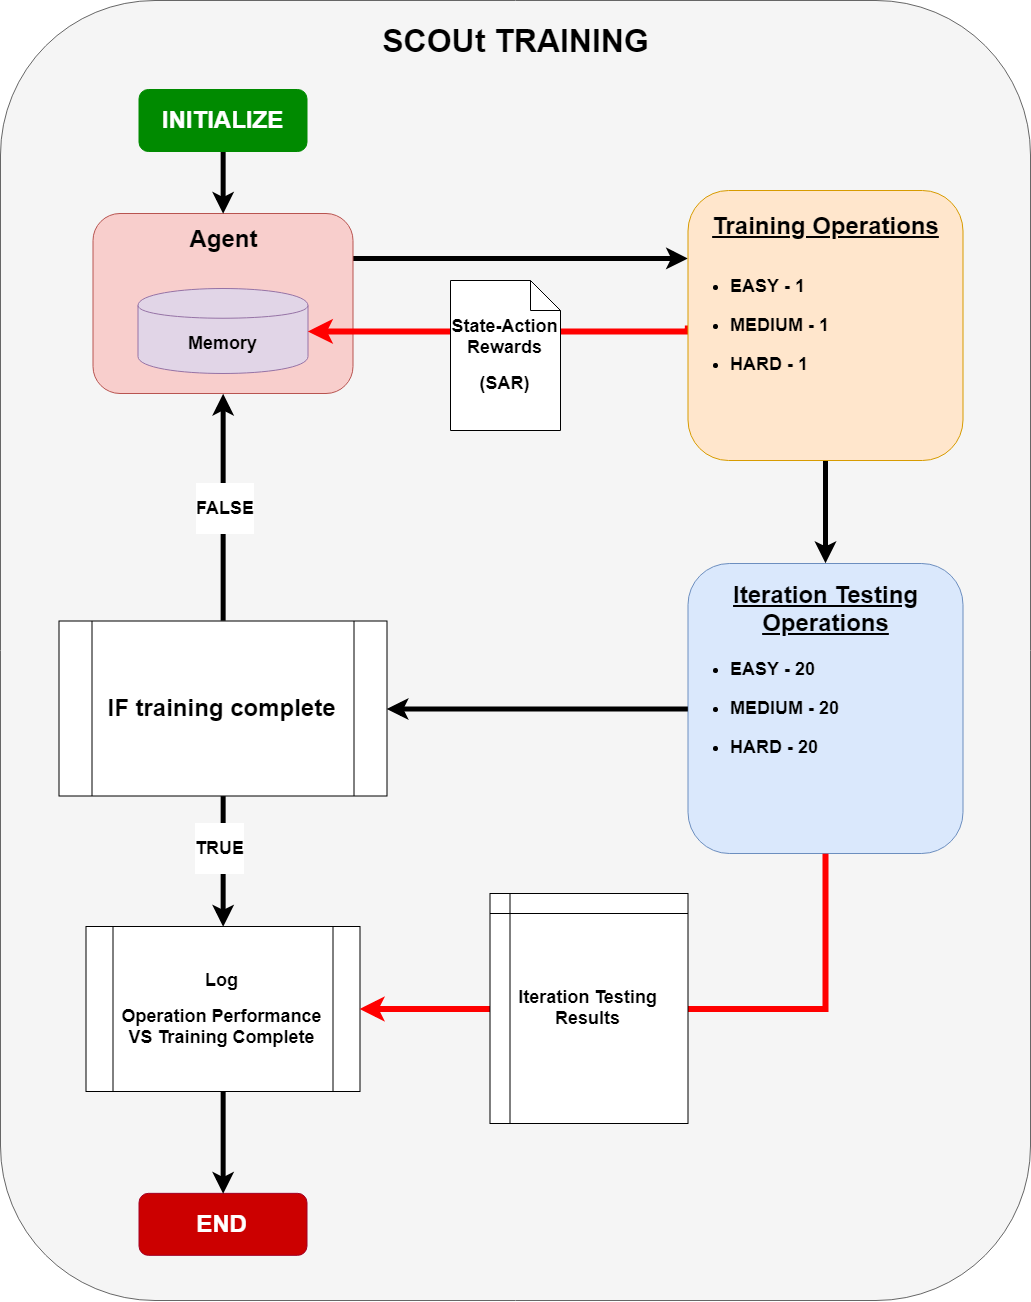 SCOUt TRAINING
INITIALIZE
Agent
Memory
Training Operations
EASY - 1
MEDIUM - 1
HARD - 1
State-Action
Rewards
(SAR)
FALSE
Iteration Testing
Operations
EASY - 20
MEDIUM - 20
HARD - 20
IF training complete
TRUE
Log
Operation Performance
VS Training Complete
Iteration Testing
Results
END